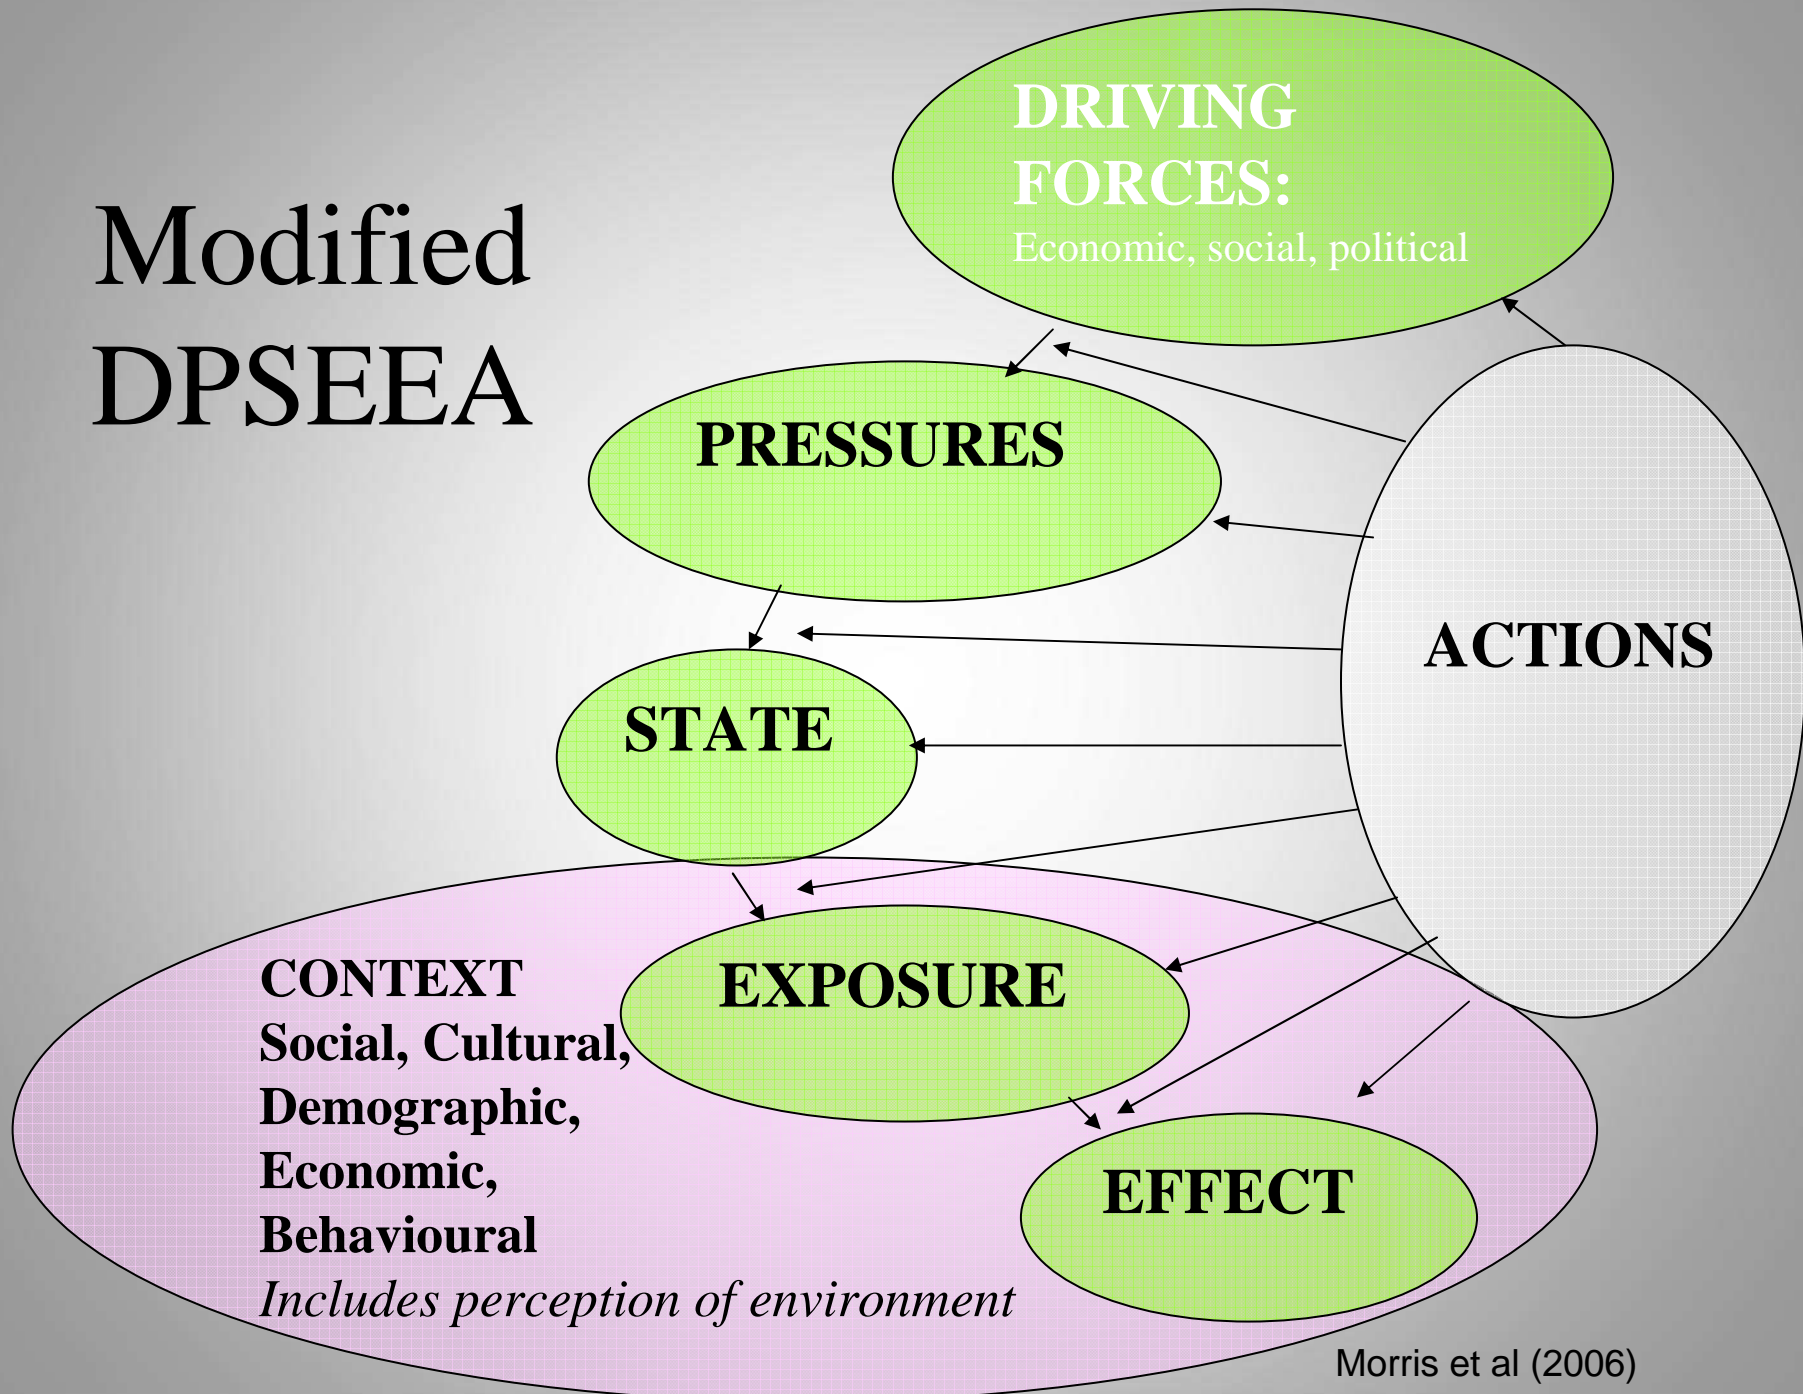 Modified
DPSEEA
DRIVING
FORCES:
Economic, social, political
PRESSURES
ACTIONS
STATE
EXPOSURE
CONTEXT
Social, Cultural,
Demographic,
Economic,
Behavioural
Includes perception of environment
EFFECT
Morris et al (2006)